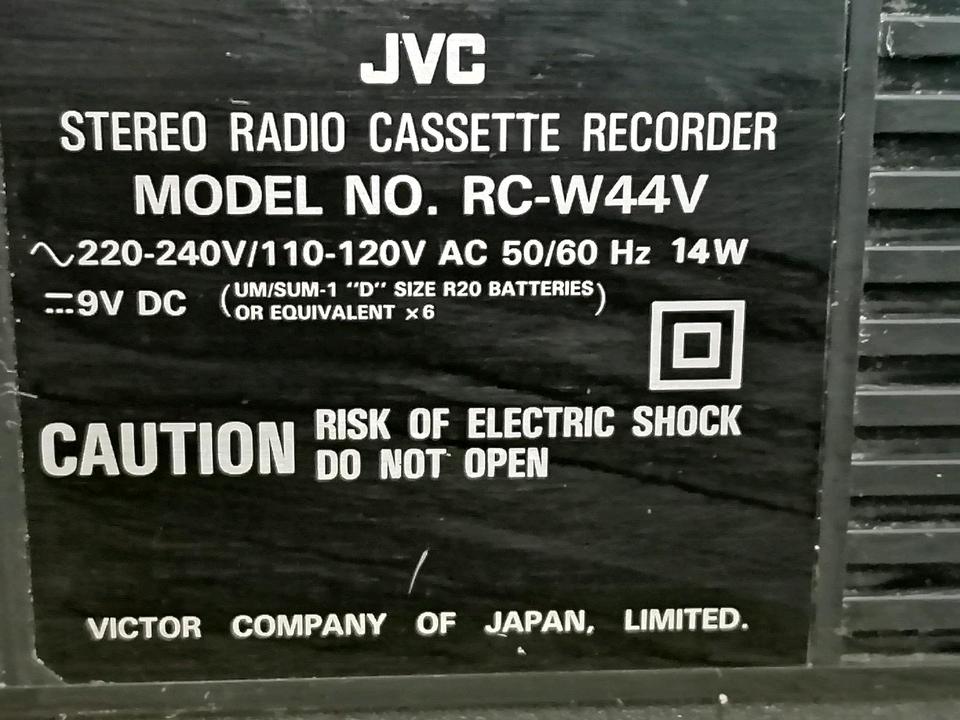 JVC
STEREO RADIO CASSETTE RECORDER
MODEL NO. RC-W44V
∿220-240V/110-120V AC 50/60 Hz 14W
⎓9V DC (UM/SUM-1 "D" SIZE R20 BATTERIES
OR EQUIVALENT ×6)
CAUTION RISK OF ELECTRIC SHOCK
DO NOT OPEN
VICTOR COMPANY OF JAPAN, LIMITED.